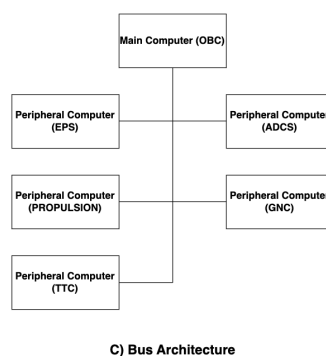 Main Computer (OBC)
Peripheral Computer
(EPS)
Peripheral Computer
(ADCS)
Peripheral Computer
(PROPULSION)
Peripheral Computer
(GNC)
Peripheral Computer
(TTC)
C) Bus Architecture